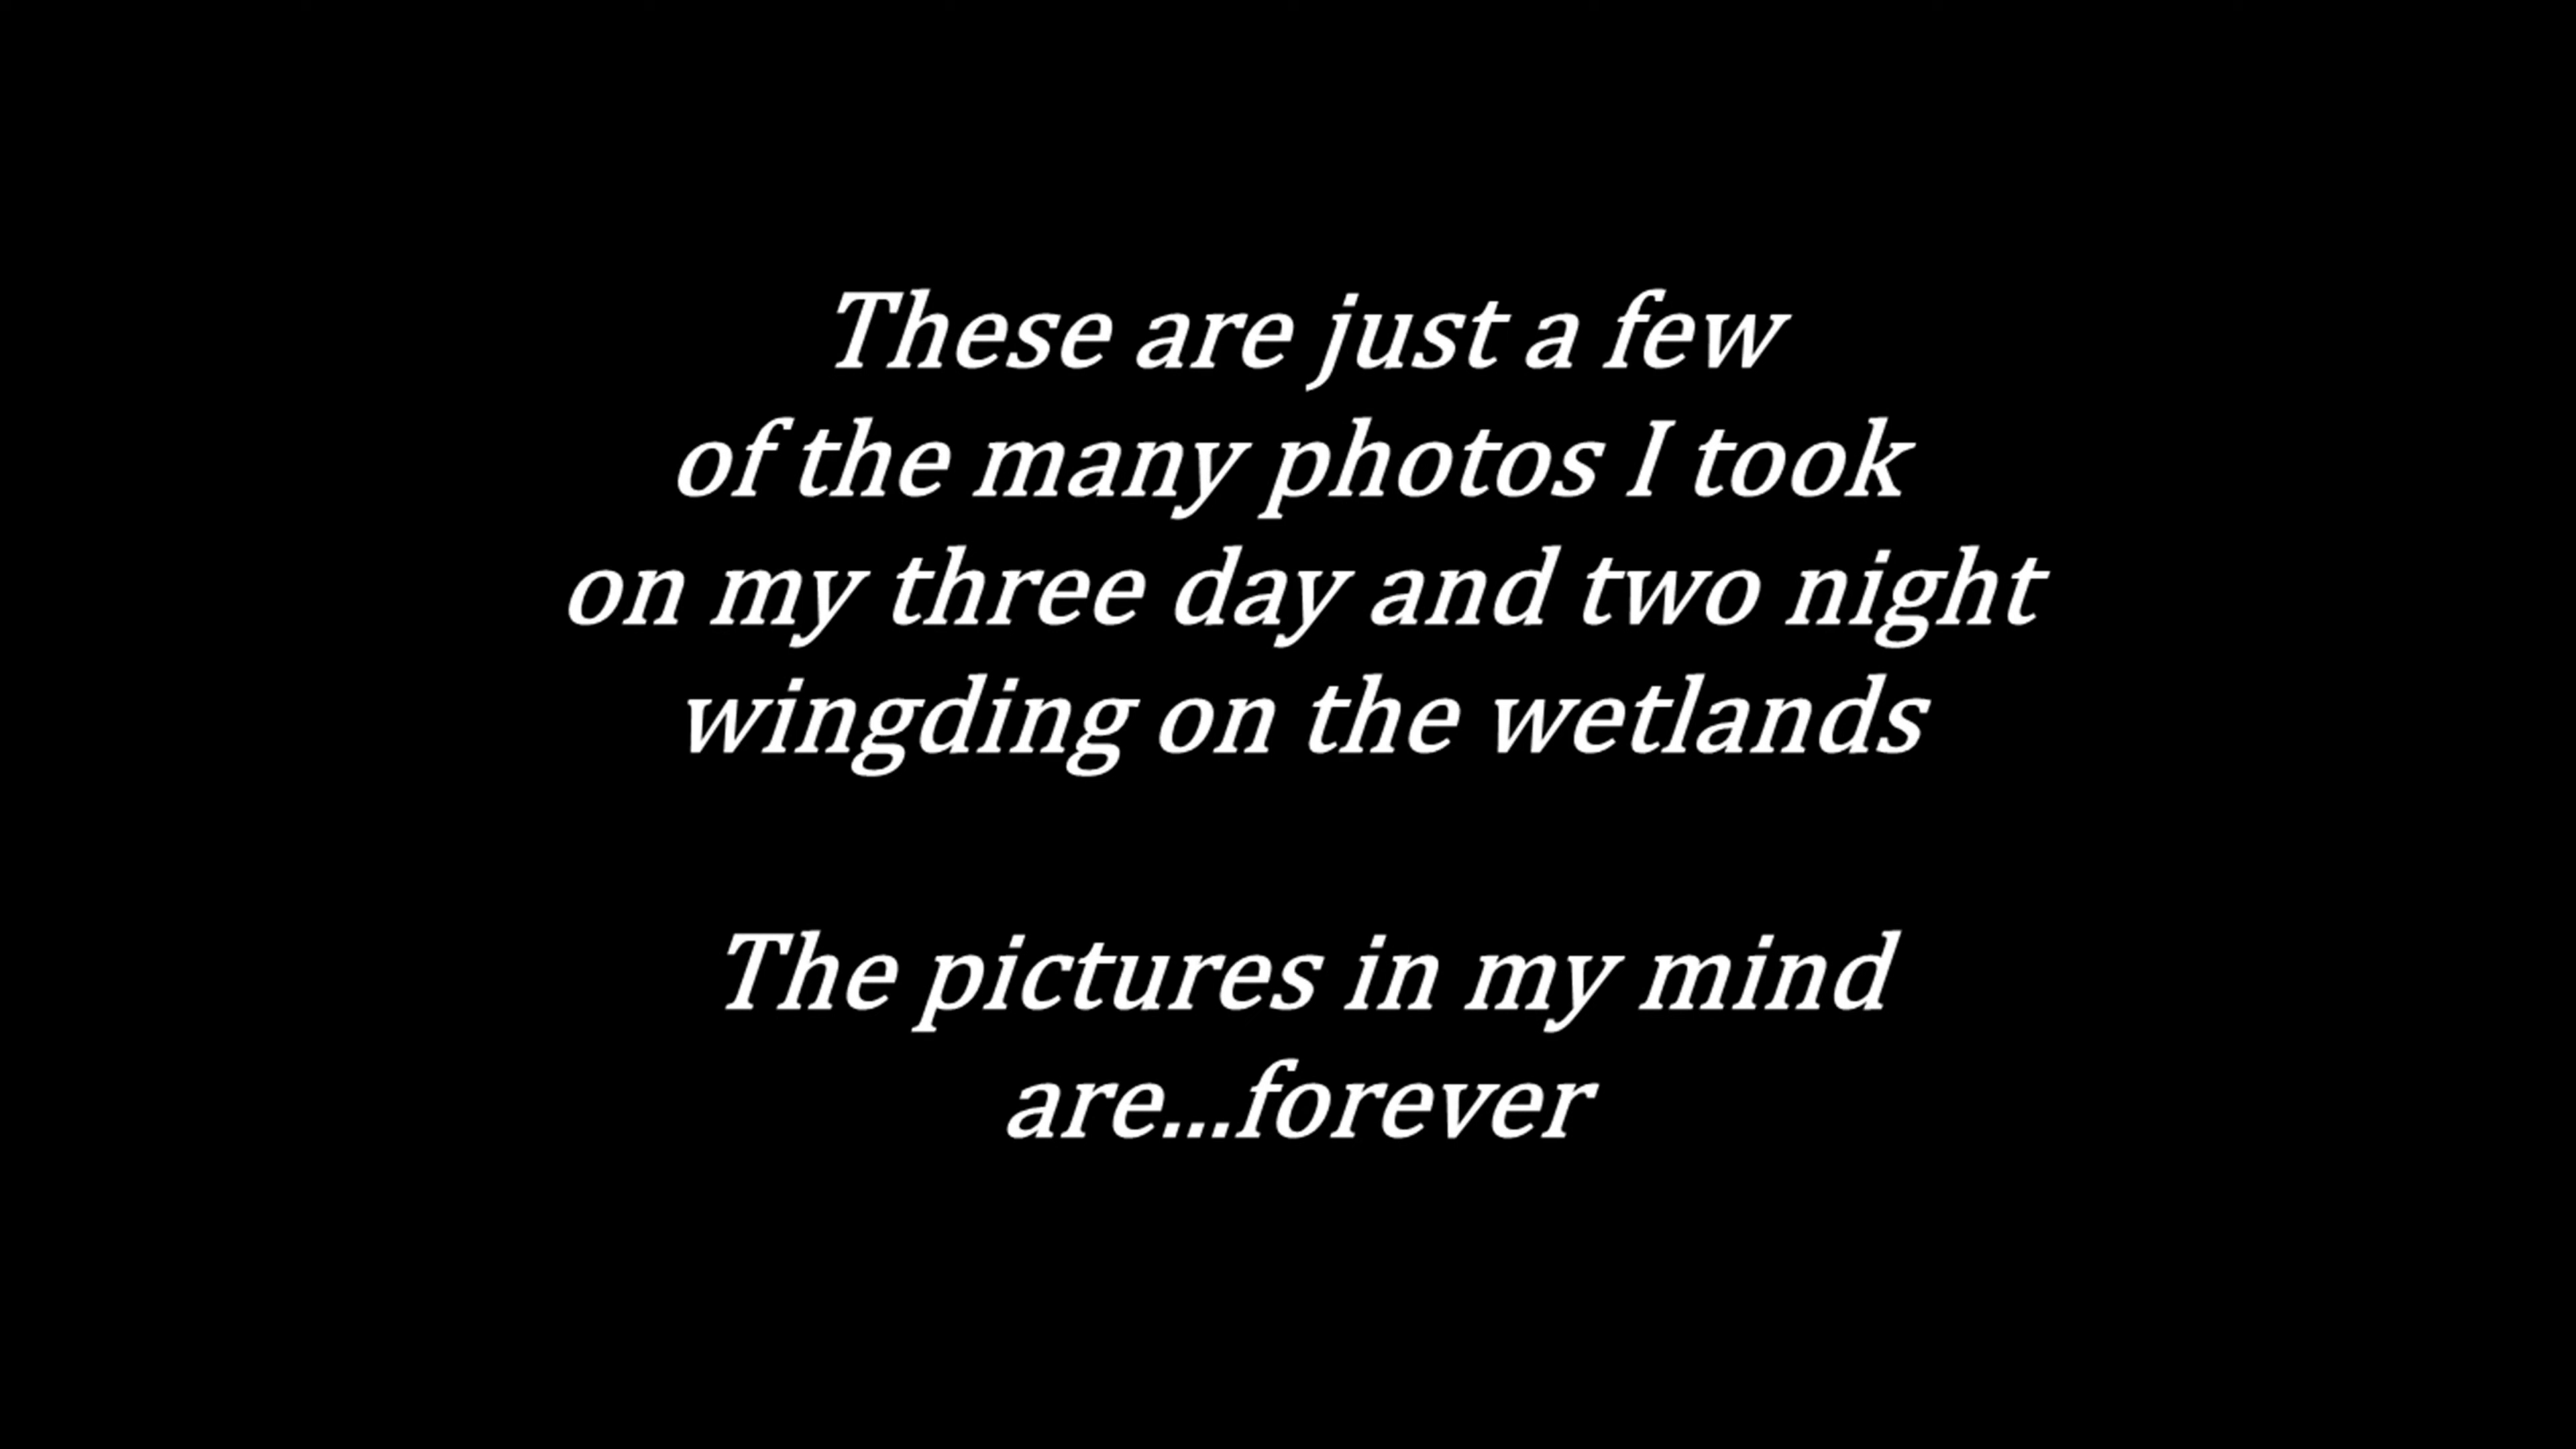 These are just a few
of the many photos I took
on my three day and two night
wingding on the wetlands
The pictures in my mind
are...forever